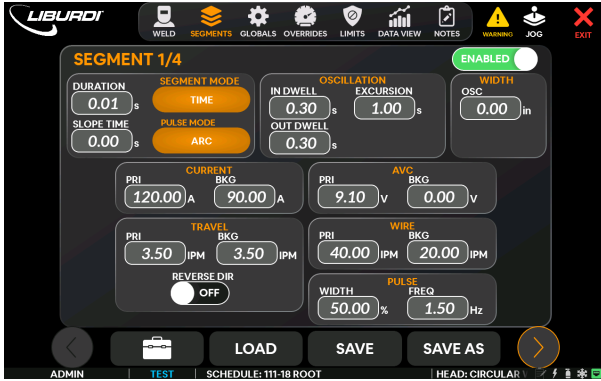 LIBURDI
WELD SEGMENTS GLOBALS OVERRIDES LIMITS DATA VIEW NOTES WARNING JOG EXIT
SEGMENT 1/4
ENABLED
DURATION
0.01 s
SEGMENT MODE
TIME
SLOPE TIME
0.00 s
PULSE MODE
ARC
OSCILLATION
IN DWELL
0.30 s
EXCURSION
1.00 s
OUT DWELL
0.30 s
WIDTH
OSC
0.00 in
CURRENT
PRI BKG
120.00 A 90.00 A
AVC
PRI BKG
9.10 V 0.00 V
TRAVEL
PRI BKG
3.50 IPM 3.50 IPM
REVERSE DIR
OFF
WIRE
PRI BKG
40.00 IPM 20.00 IPM
PULSE
WIDTH FREQ
50.00 % 1.50 Hz
LOAD SAVE SAVE AS
ADMIN TEST SCHEDULE: 111-18 ROOT HEAD: CIRCULAR